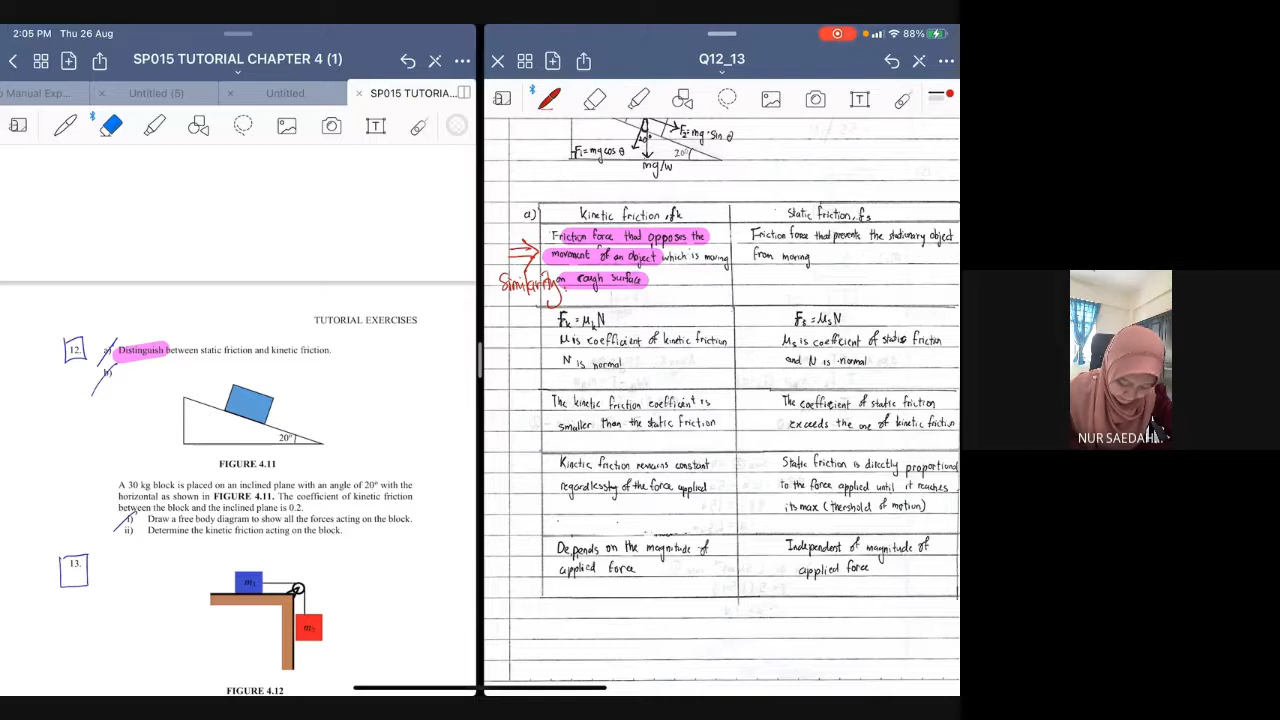 2:05 PM Thu 26 Aug
88%
SP015 TUTORIAL CHAPTER 4 (1)
Q12_13
o Manual Exp...
Untitled (5)
Untitled
SP015 TUTORIA...
TUTORIAL EXERCISES
12.
a) Distinguish between static friction and kinetic friction.
b)
20°
FIGURE 4.11
A 30 kg block is placed on an inclined plane with an angle of 20° with the
horizontal as shown in FIGURE 4.11. The coefficient of kinetic friction
between the block and the inclined plane is 0.2.
i) Draw a free body diagram to show all the forces acting on the block.
ii) Determine the kinetic friction acting on the block.
13.
m₁
m₂
FIGURE 4.12
F₂=mg·sin θ
20°
F₁=mg cos θ
20°
mg/w
a)
Kinetic friction, fk
Static friction, fs
Friction force that opposes the
movement of an object which is moving
on rough surface
Similarity
Friction force that prevents the stationary object
from moving
Fk = μkN
μ is coefficient of kinetic friction
N is normal
Fs = μsN
μs is coefficient of static friction
and N is normal
The kinetic friction coefficient is
smaller than the static friction
The coefficient of static friction
exceeds the one of kinetic friction
Kinetic friction remains constant
regardlessty of the force applied
Static friction is directly proportional
to the force applied until it reaches
its max (thershold of motion)
Depends on the magnitude of
applied force
Independent of magnitude of
applied force
NUR SAEDAH...